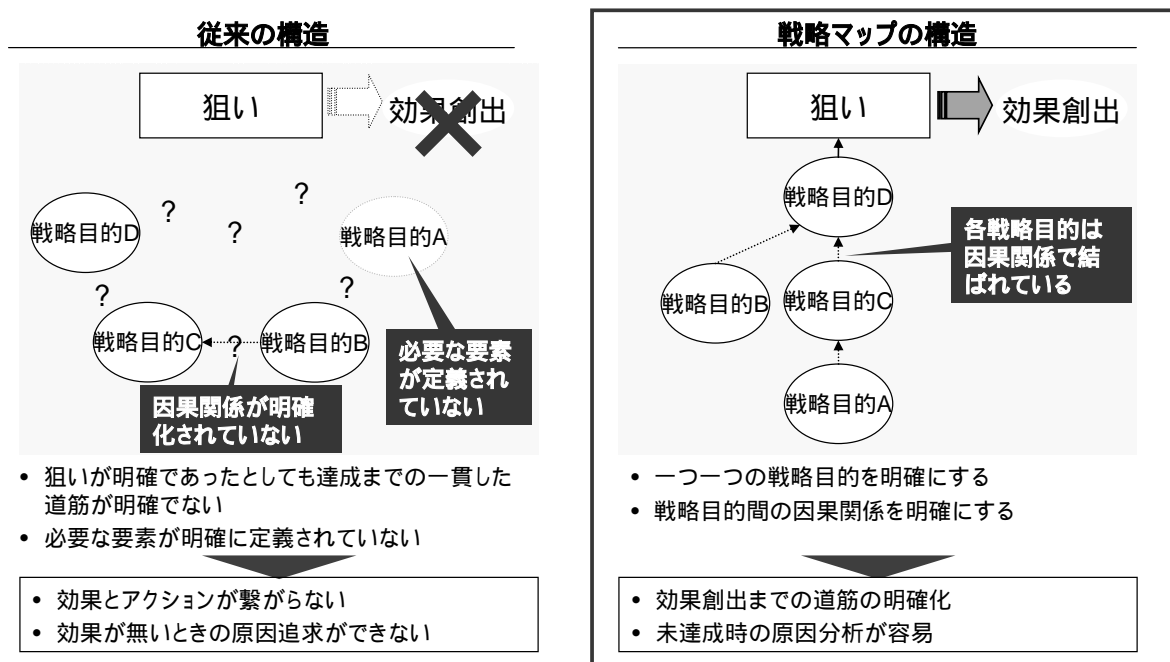 従来の構造
狙い
効果創出
?
?
?
戦略目的D
戦略目的A
?
?
戦略目的C
?
戦略目的B
必要な要素
が定義され
ていない
因果関係が明確
化されていない
• 狙いが明確であったとしても達成までの一貫した
道筋が明確でない
• 必要な要素が明確に定義されていない
• 効果とアクションが繋がらない
• 効果が無いときの原因追求ができない
戦略マップの構造
狙い
効果創出
戦略目的D
各戦略目的は
因果関係で結
ばれている
戦略目的B
戦略目的C
戦略目的A
• 一つ一つの戦略目的を明確にする
• 戦略目的間の因果関係を明確にする
• 効果創出までの道筋の明確化
• 未達成時の原因分析が容易